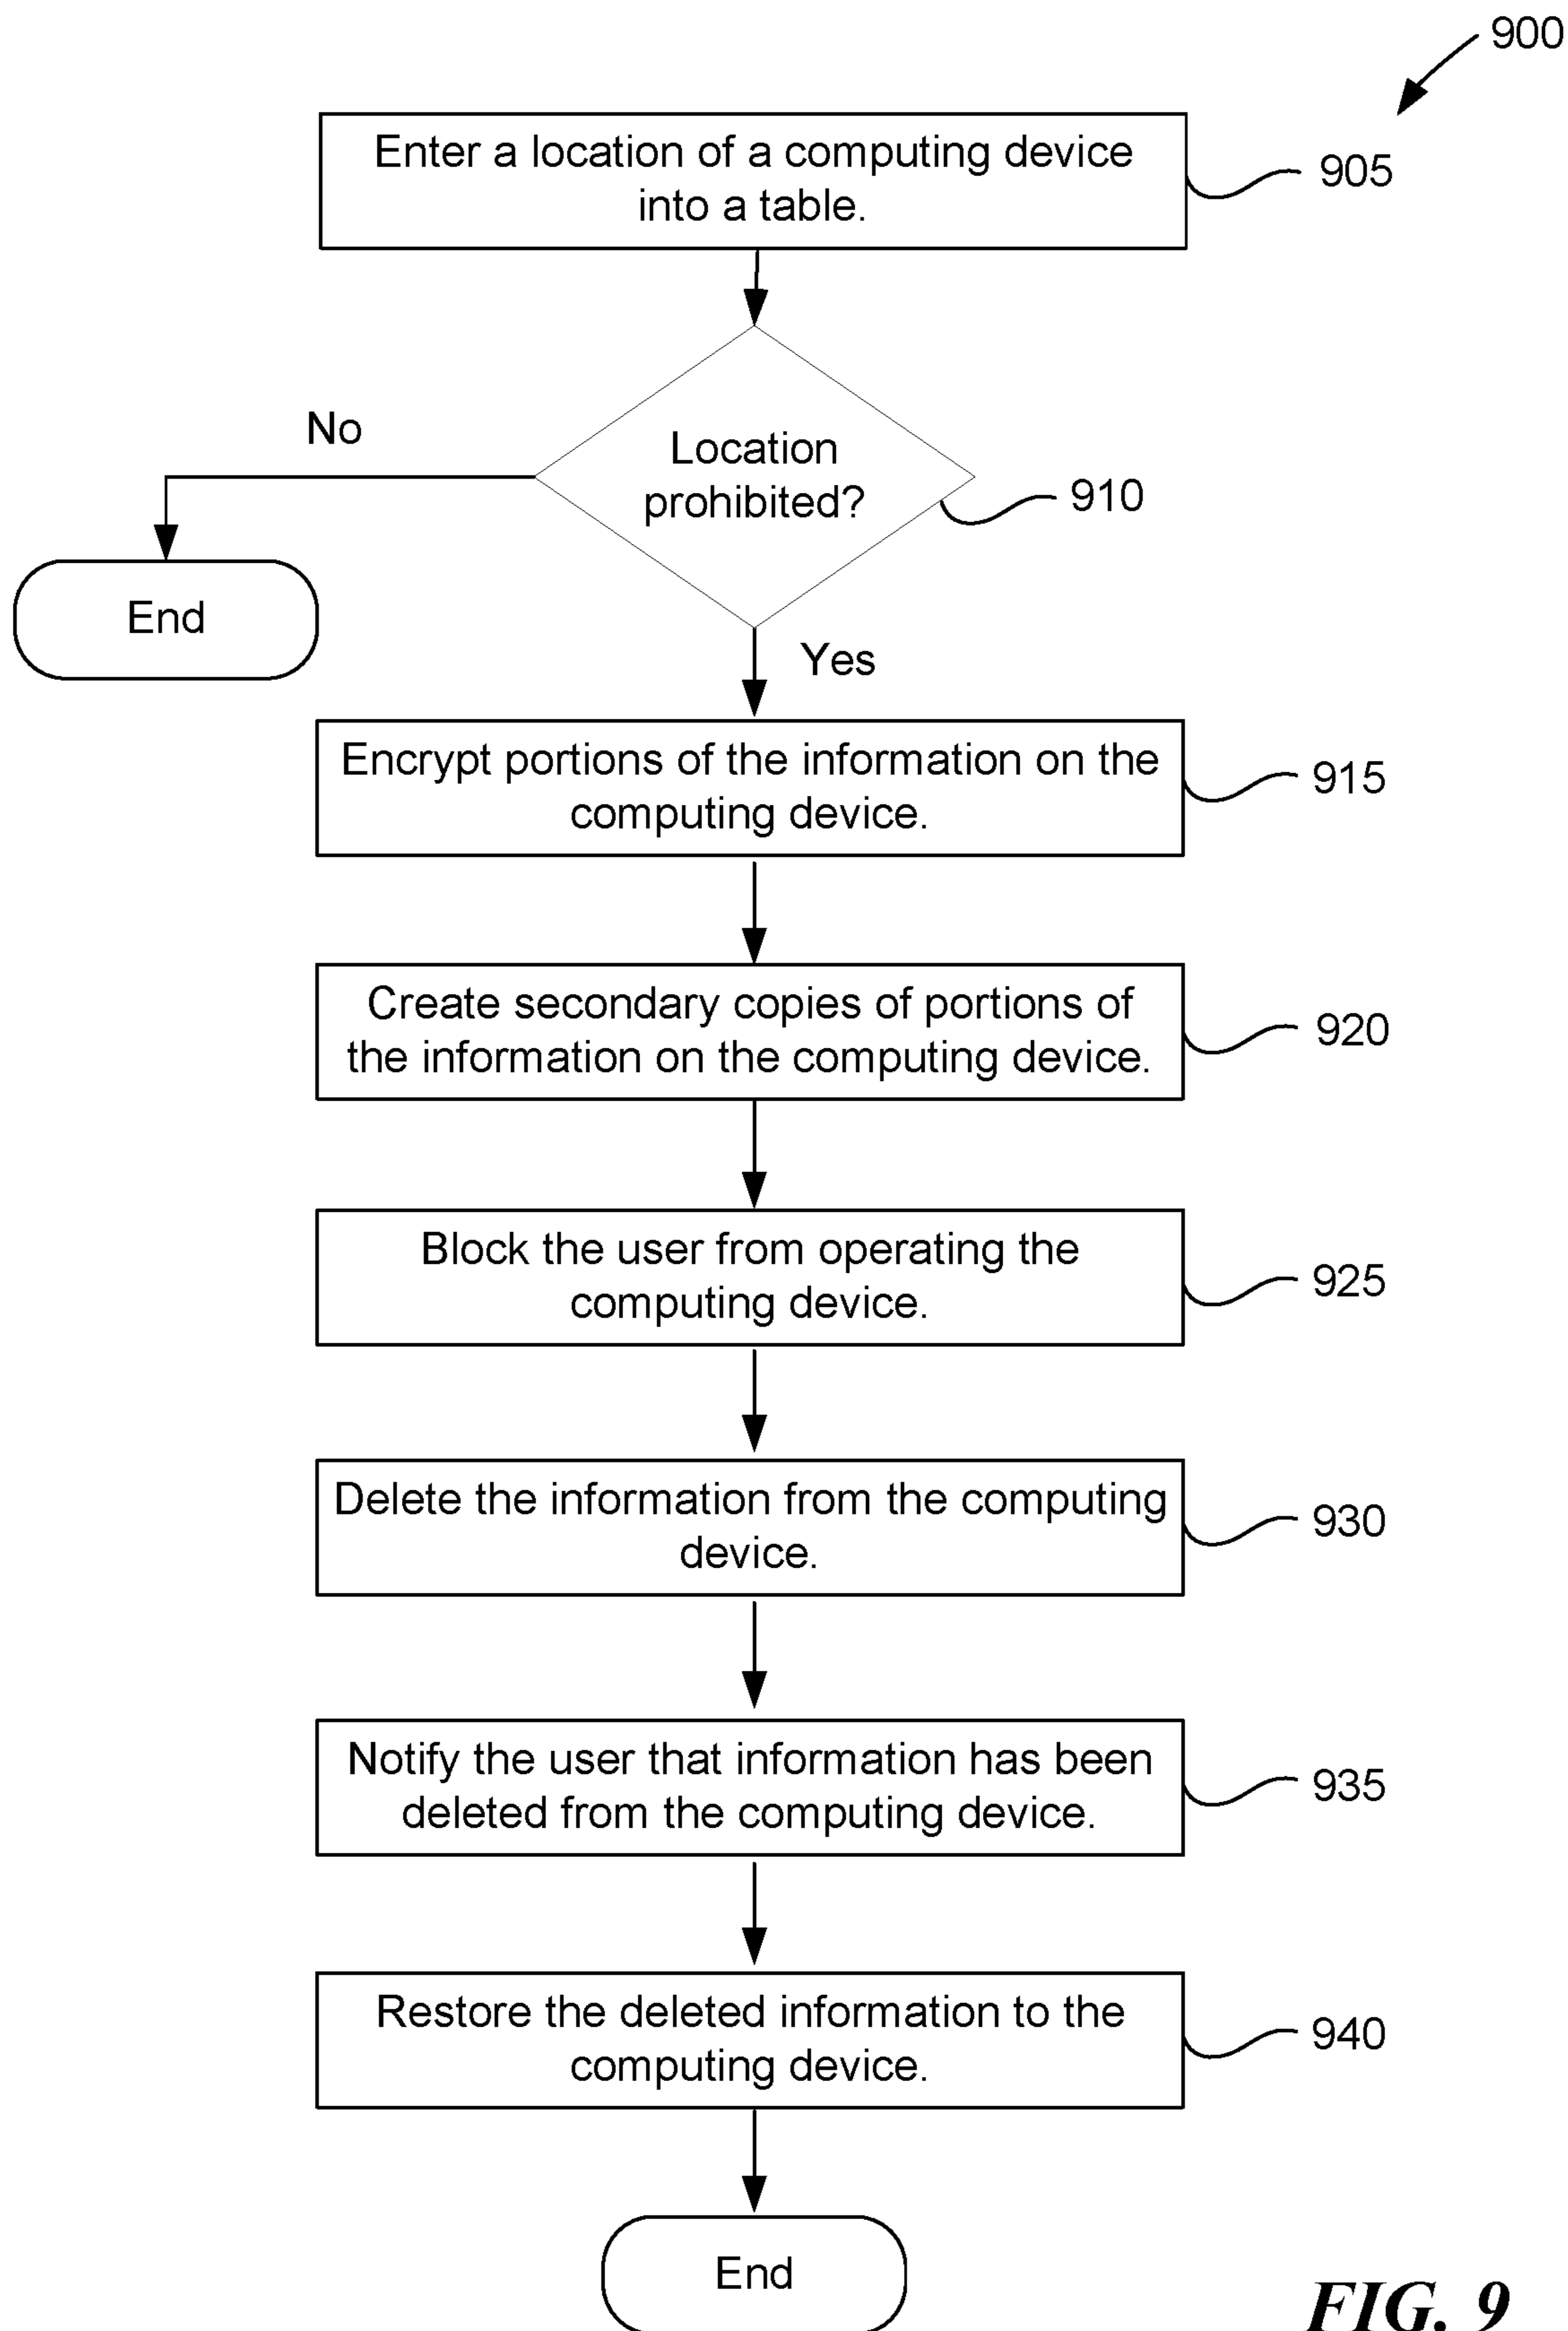 900
Enter a location of a computing device
into a table.
905
No
Location
prohibited?
910
End
Yes
Encrypt portions of the information on the
computing device.
915
Create secondary copies of portions of
the information on the computing device.
920
Block the user from operating the
computing device.
925
Delete the information from the computing
device.
930
Notify the user that information has been
deleted from the computing device.
935
Restore the deleted information to the
computing device.
940
End
FIG. 9